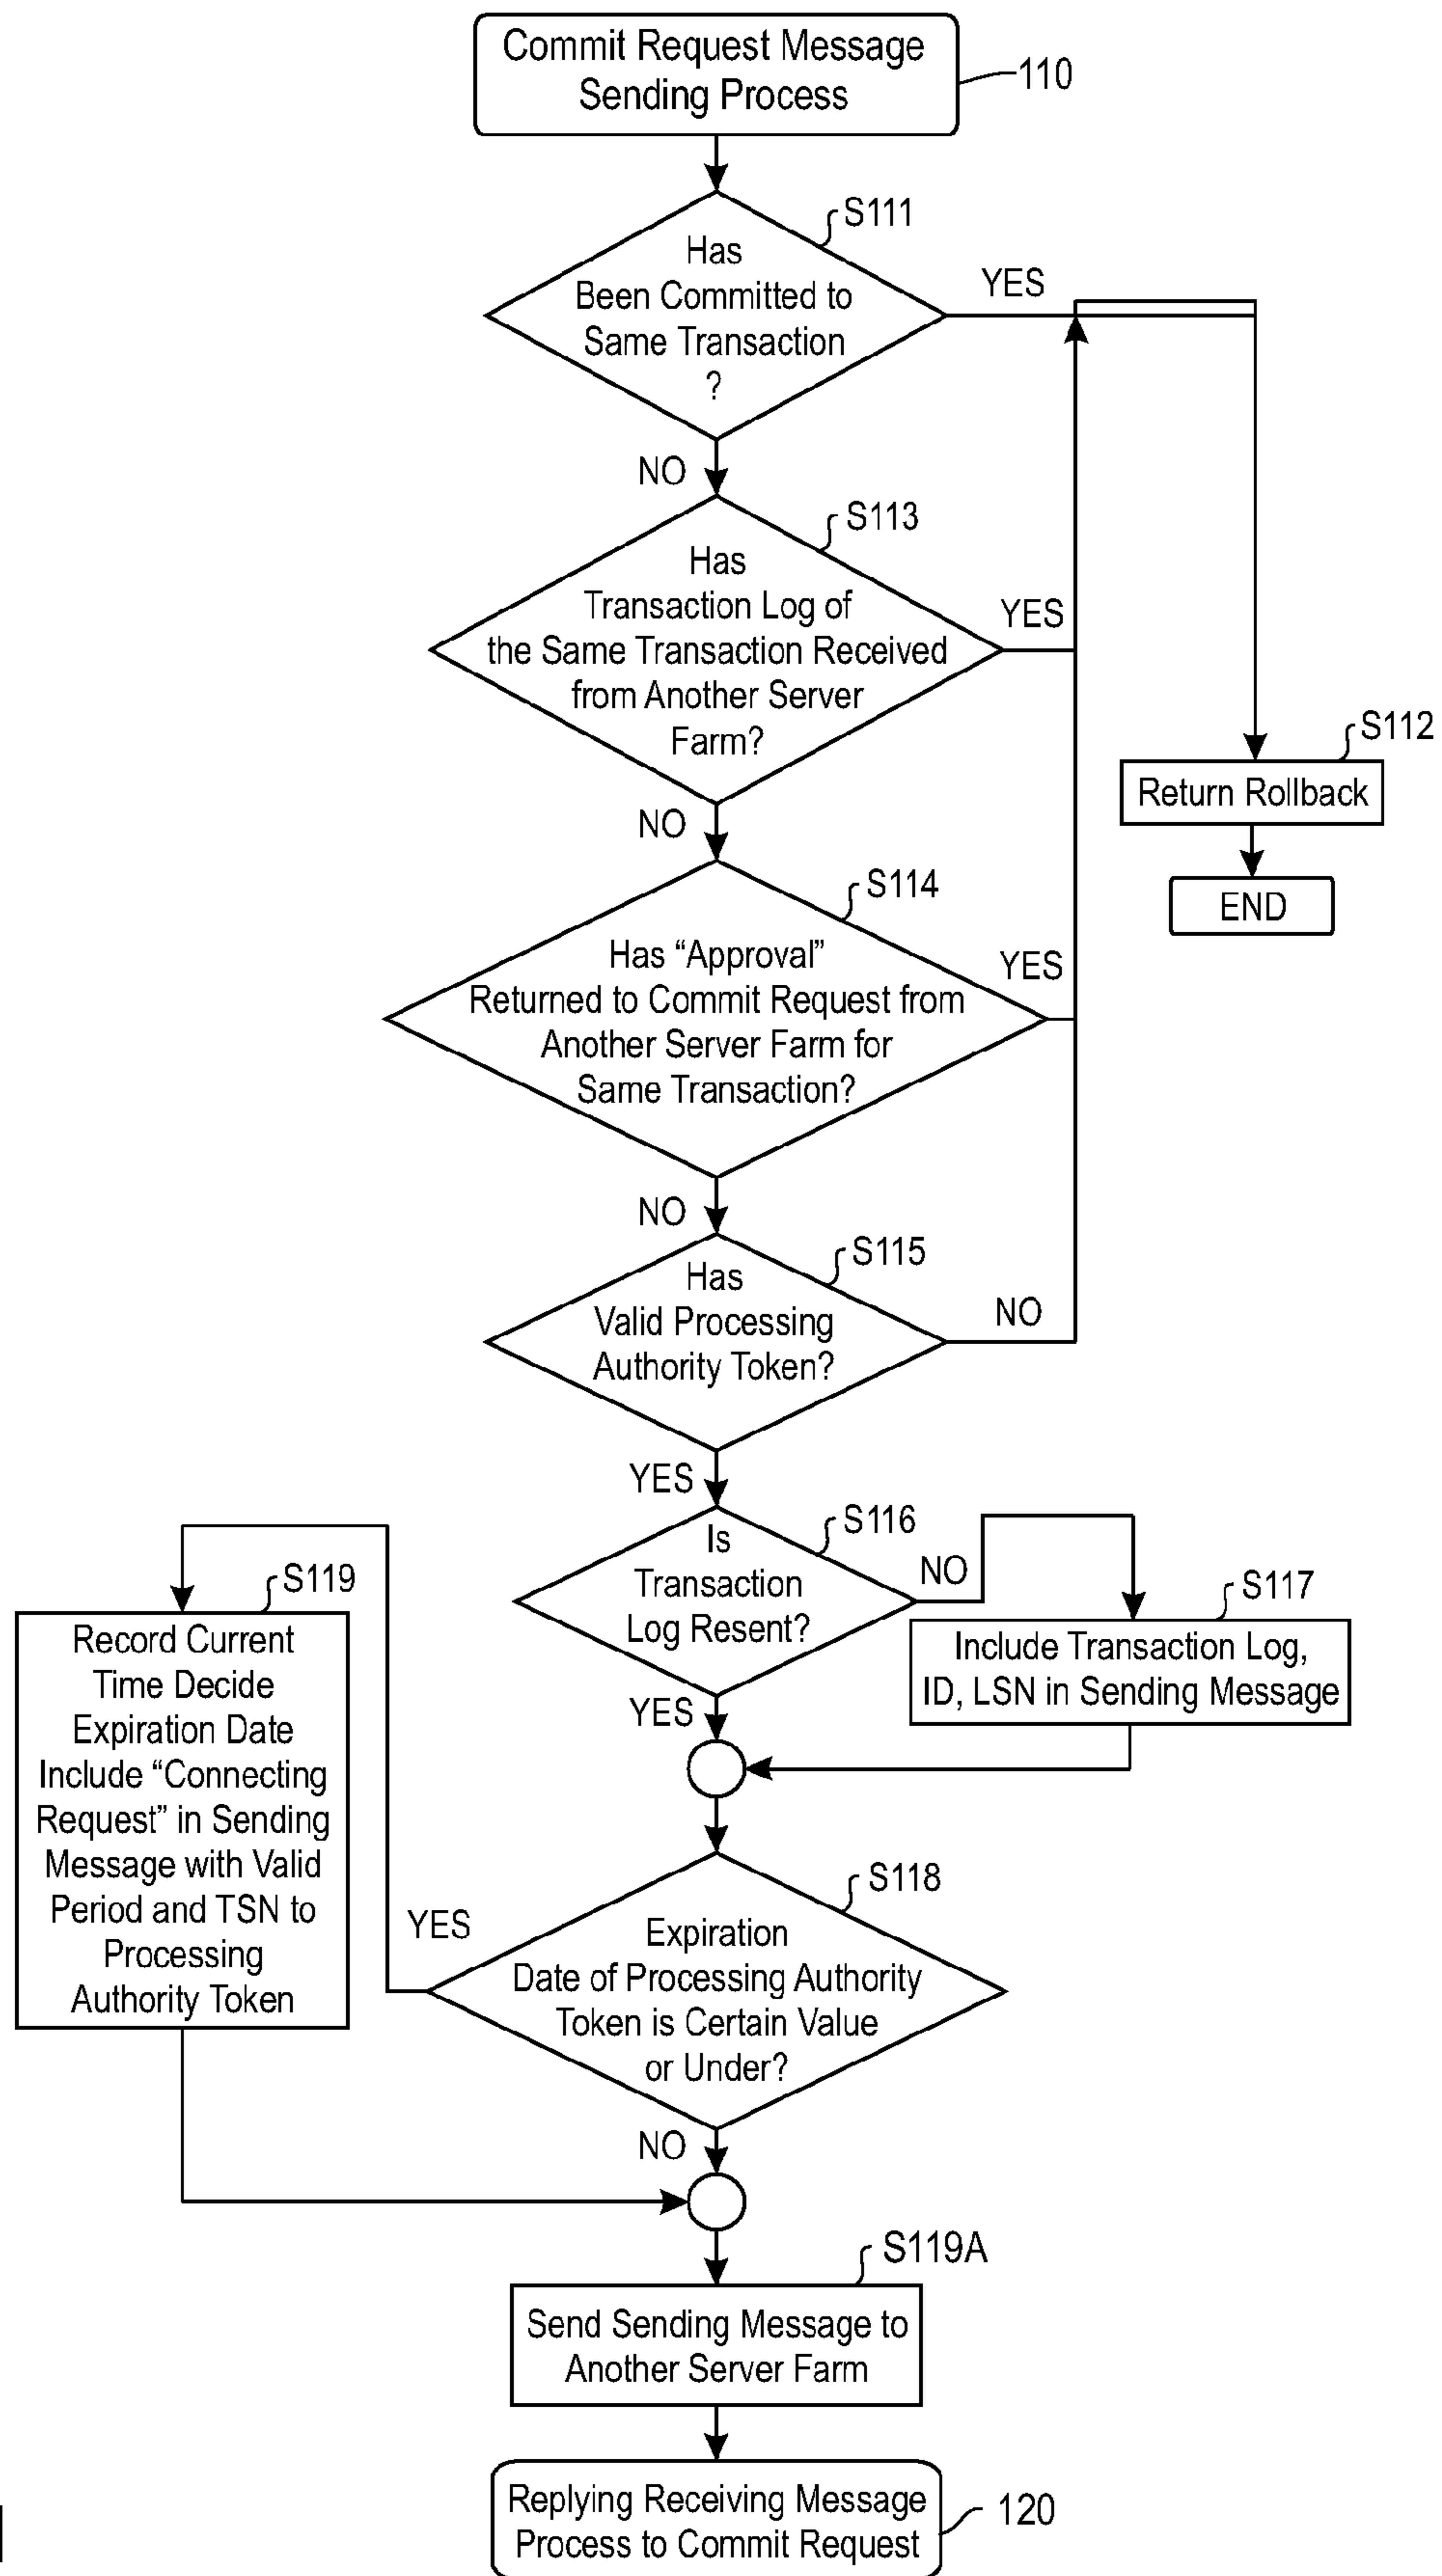 Commit Request Message
Sending Process
110
S111
Has
Been Committed to
Same Transaction
?
YES
NO
S113
Has
Transaction Log of
the Same Transaction Received
from Another Server
Farm?
YES
NO
S112
Return Rollback
END
S114
Has “Approval”
Returned to Commit Request from
Another Server Farm for
Same Transaction?
YES
NO
S115
Has
Valid Processing
Authority Token?
NO
YES
S116
Is
Transaction
Log Resent?
NO
YES
S117
Include Transaction Log,
ID, LSN in Sending Message
S118
Expiration
Date of Processing Authority
Token is Certain Value
or Under?
YES
NO
S119
Record Current
Time Decide
Expiration Date
Include “Connecting
Request” in Sending
Message with Valid
Period and TSN to
Processing
Authority Token
S119A
Send Sending Message to
Another Server Farm
Replying Receiving Message
Process to Commit Request
120